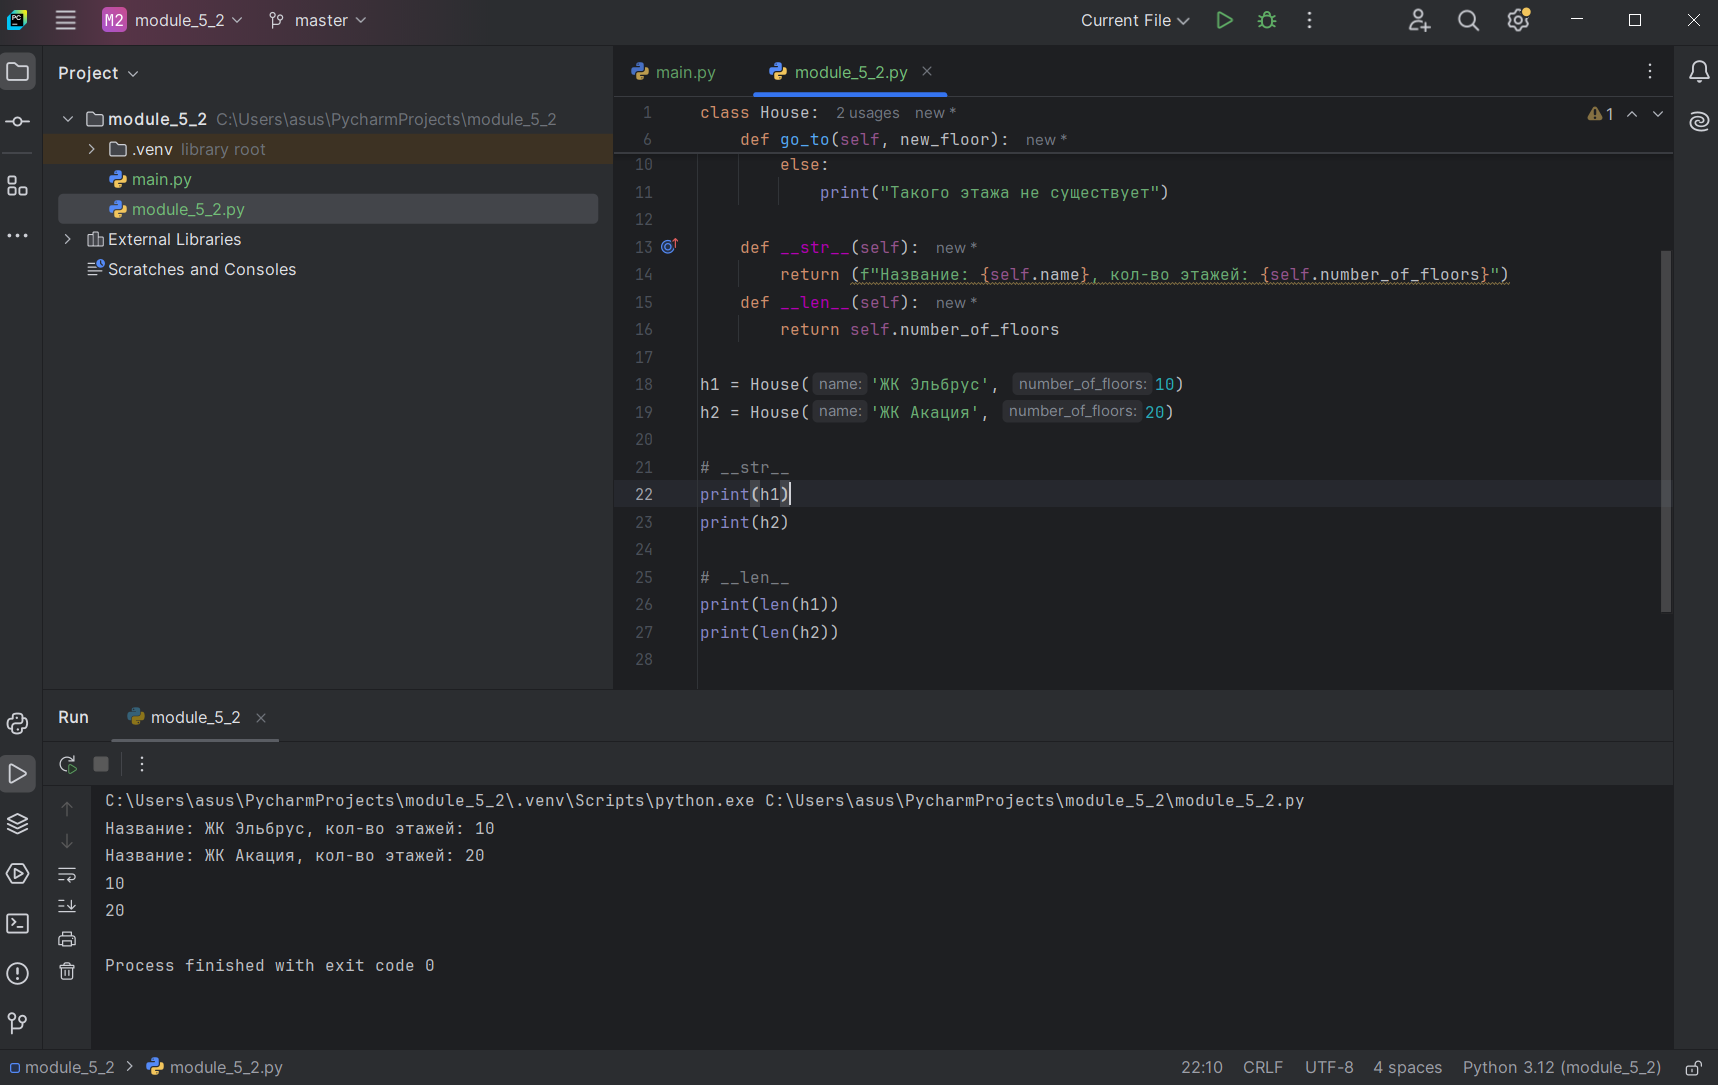 M2 module_5_2 master Current File
Project
module_5_2 C:\Users\asus\PycharmProjects\module_5_2
.venv library root
main.py
module_5_2.py
External Libraries
Scratches and Consoles
main.py module_5_2.py
1 class House: 2 usages new *
6 def go_to(self, new_floor): new *
10 else:
11 print("Такого этажа не существует")
12
13 def __str__(self): new *
14 return (f"Название: {self.name}, кол-во этажей: {self.number_of_floors}")
15 def __len__(self): new *
16 return self.number_of_floors
17
18 h1 = House( name: 'ЖК Эльбрус', number_of_floors: 10)
19 h2 = House( name: 'ЖК Акация', number_of_floors: 20)
20
21 # __str__
22 print(h1)
23 print(h2)
24
25 # __len__
26 print(len(h1))
27 print(len(h2))
28
1
Run module_5_2
C:\Users\asus\PycharmProjects\module_5_2\.venv\Scripts\python.exe C:\Users\asus\PycharmProjects\module_5_2\module_5_2.py
Название: ЖК Эльбрус, кол-во этажей: 10
Название: ЖК Акация, кол-во этажей: 20
10
20
Process finished with exit code 0
module_5_2 > module_5_2.py 22:10 CRLF UTF-8 4 spaces Python 3.12 (module_5_2)